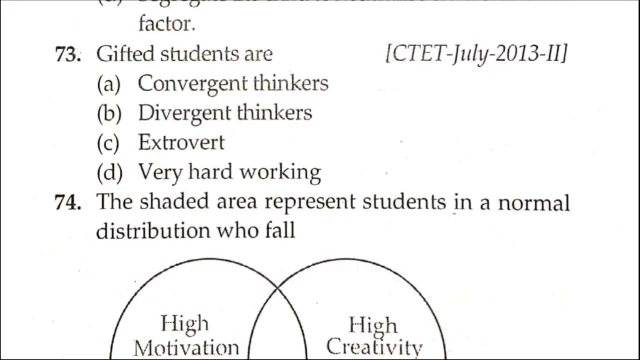 factor.
73. Gifted students are [CTET-July-2013-II]
(a) Convergent thinkers
(b) Divergent thinkers
(c) Extrovert
(d) Very hard working
74. The shaded area represent students in a normal
distribution who fall
High
Motivation
High
Creativity